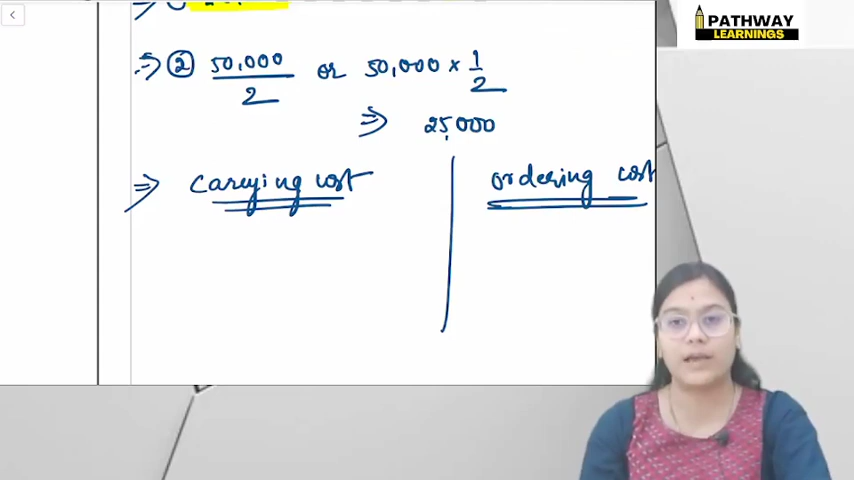 PATHWAY
LEARNINGS
⇒ ② 50,000/2 or 50,000 × 1/2
⇒ 25,000
⇒ Carrying cost
ordering cost